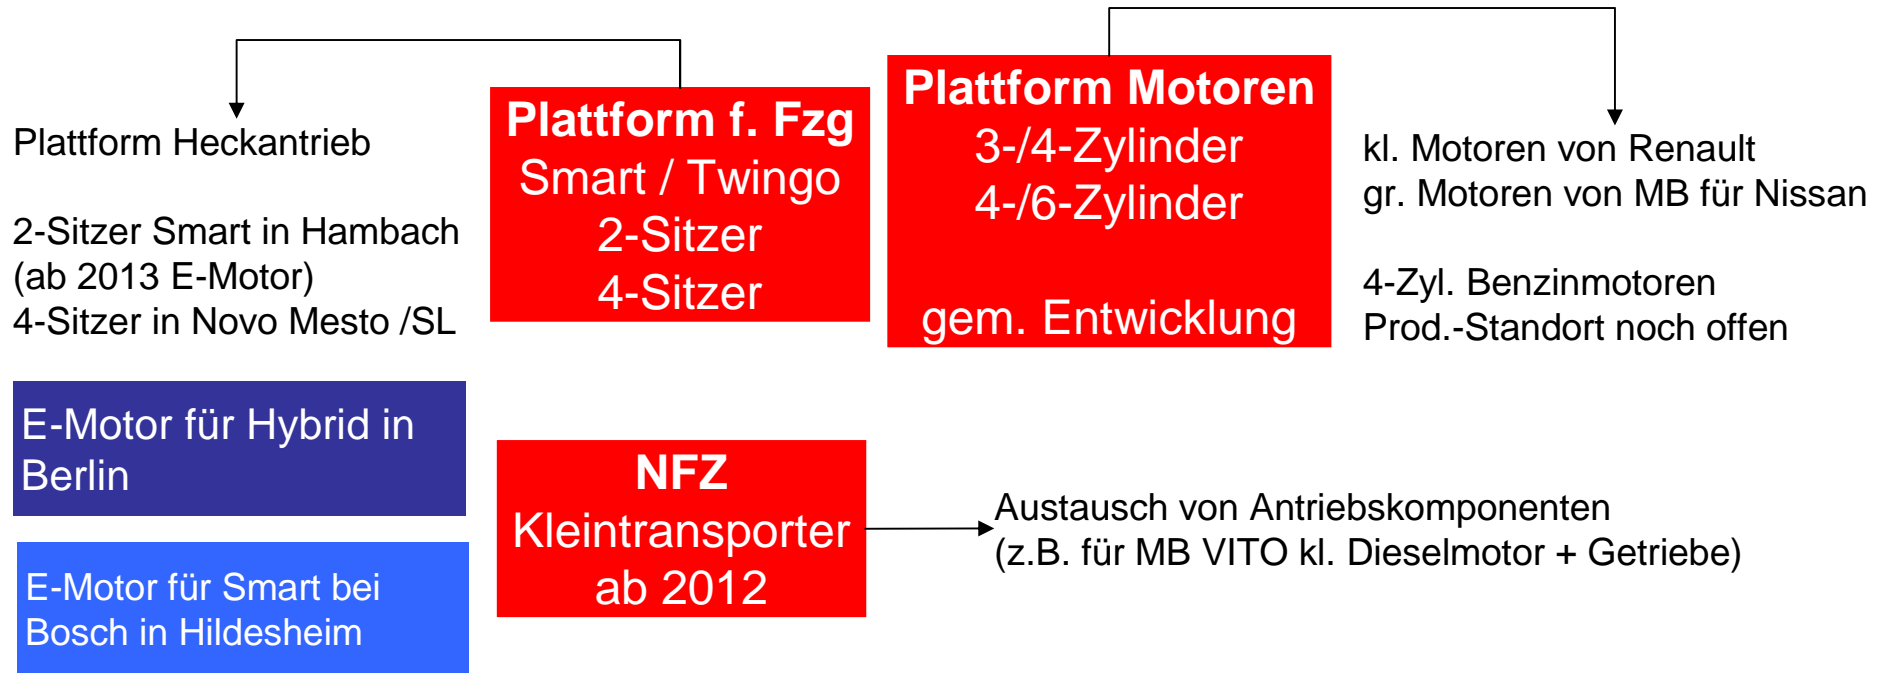 Plattform Heckantrieb
2-Sitzer Smart in Hambach
(ab 2013 E-Motor)
4-Sitzer in Novo Mesto /SL
Plattform f. Fzg
Smart / Twingo
2-Sitzer
4-Sitzer
Plattform Motoren
3-/4-Zylinder
4-/6-Zylinder
gem. Entwicklung
kl. Motoren von Renault
gr. Motoren von MB für Nissan
4-Zyl. Benzinmotoren
Prod.-Standort noch offen
E-Motor für Hybrid in
Berlin
E-Motor für Smart bei
Bosch in Hildesheim
NFZ
Kleintransporter
ab 2012
Austausch von Antriebskomponenten
(z.B. für MB VITO kl. Dieselmotor + Getriebe)